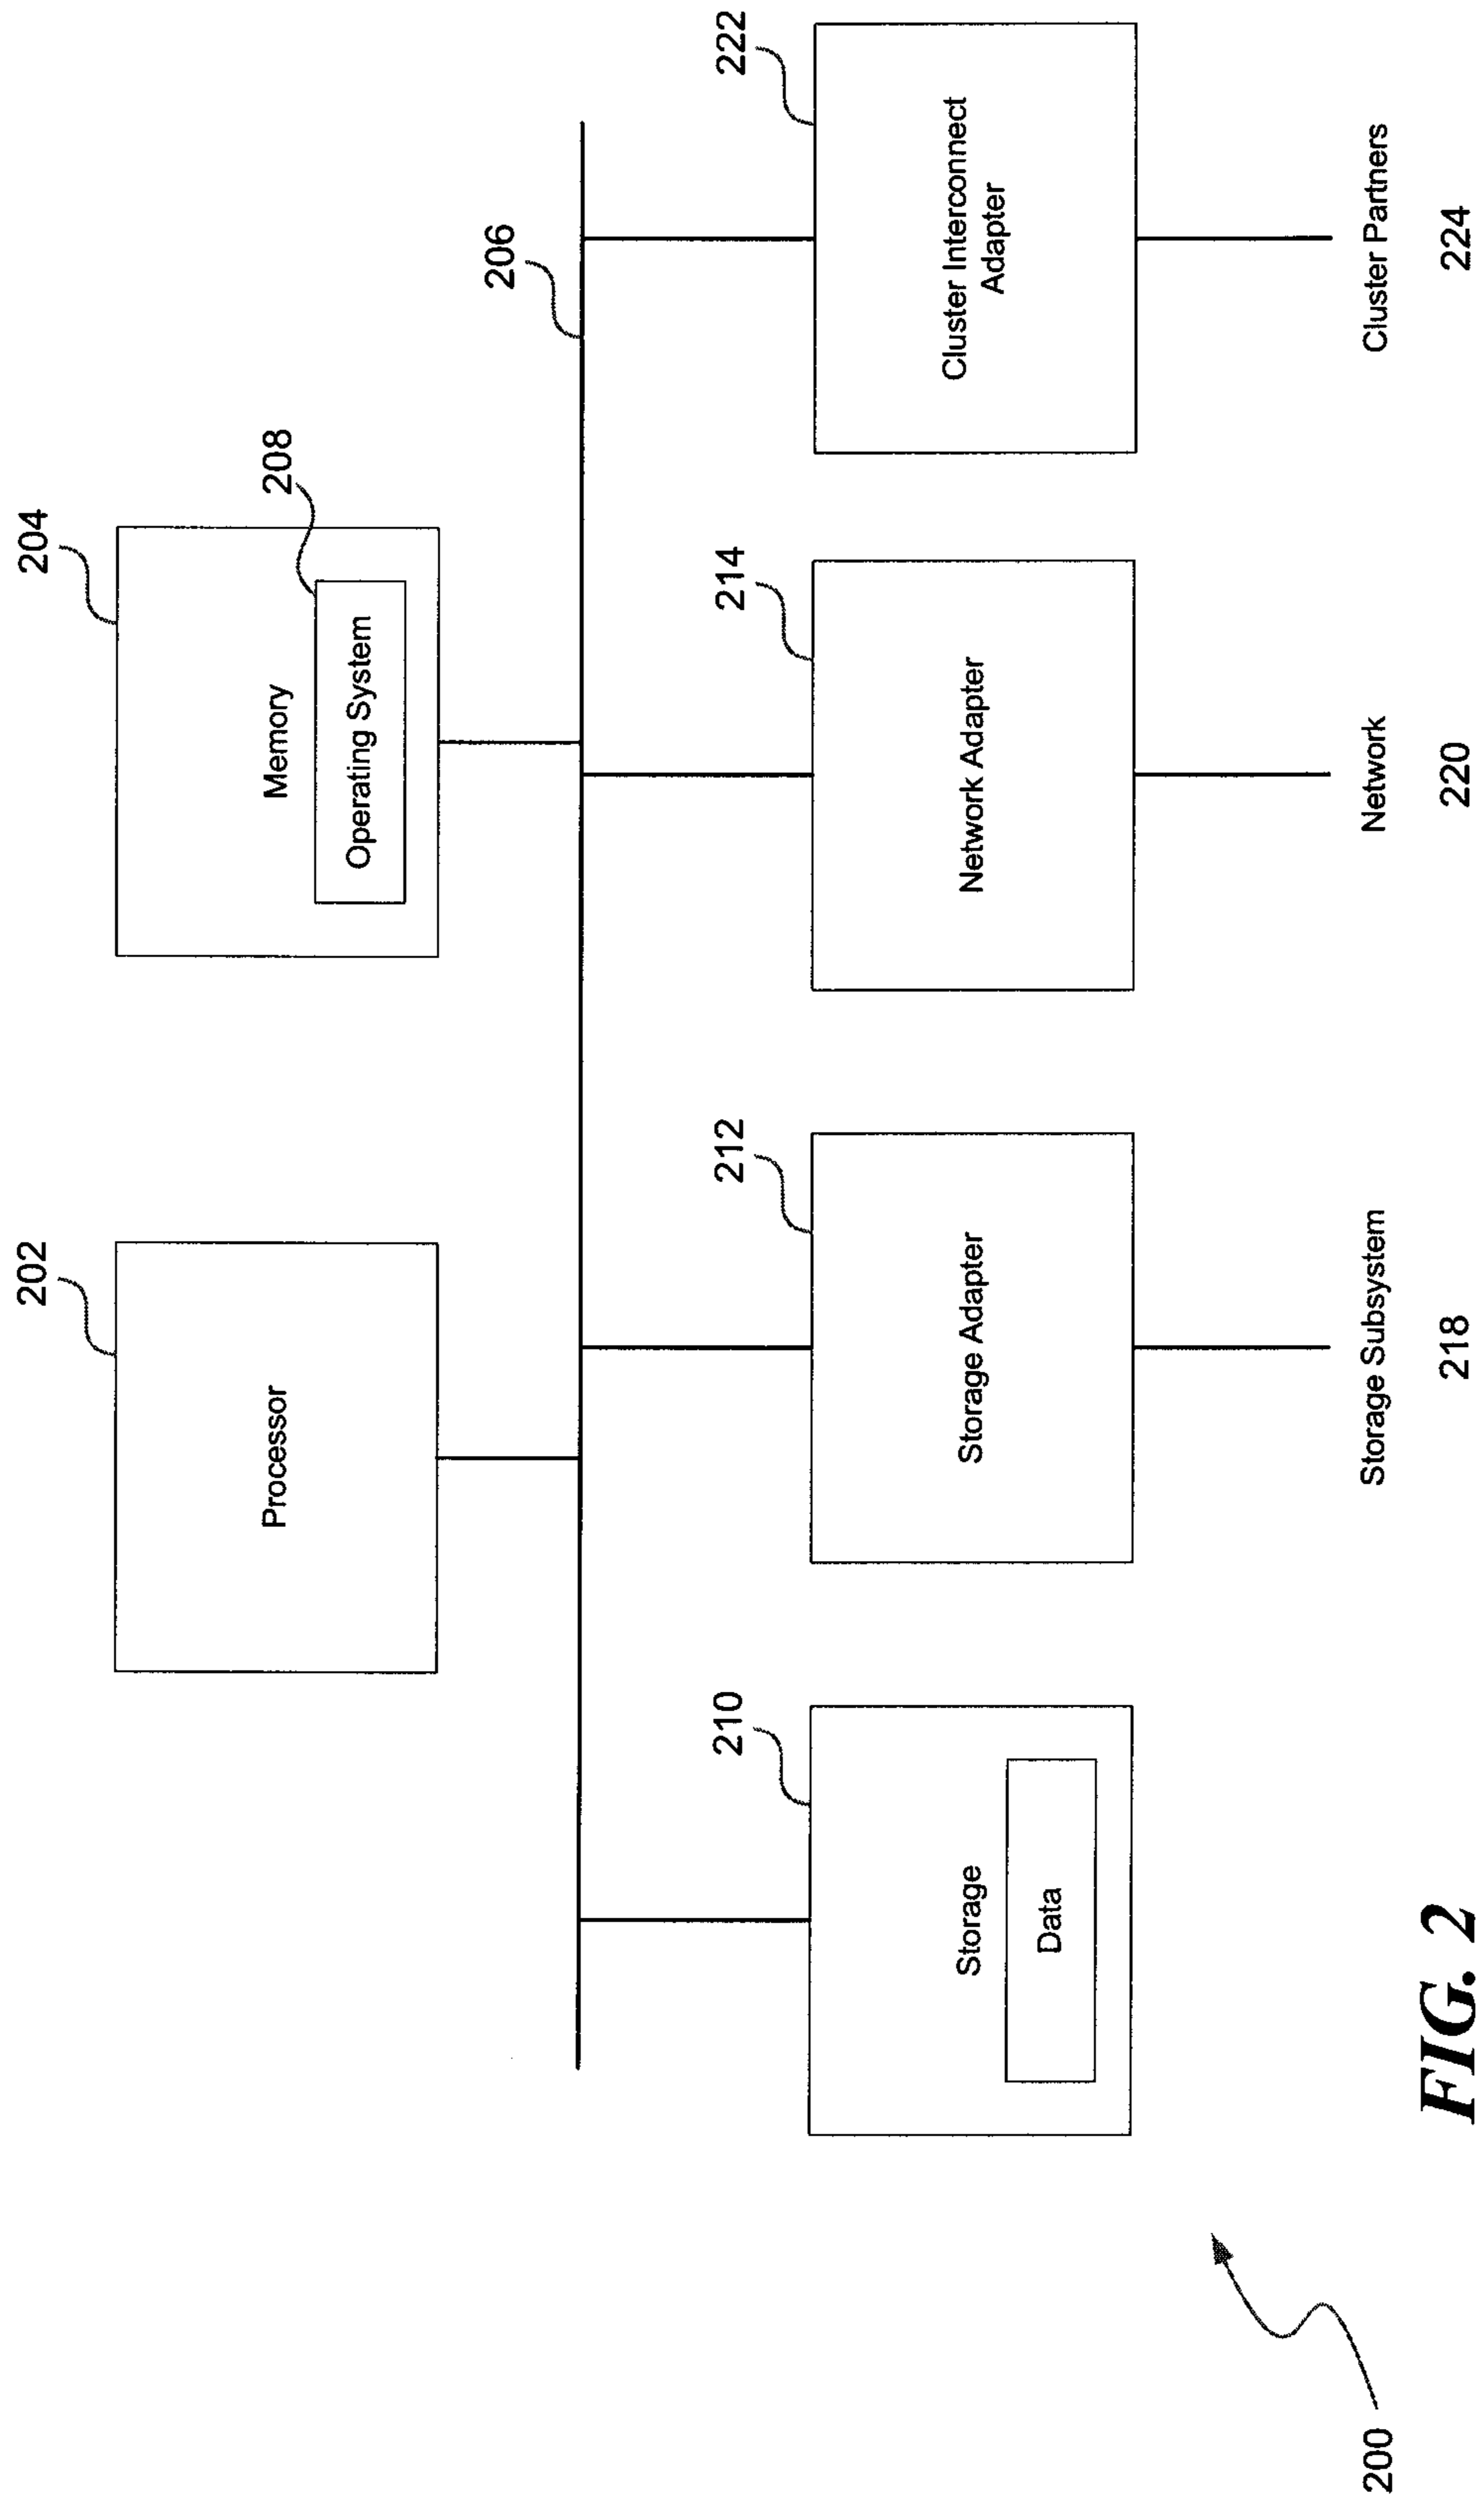 202
Processor
204
Memory
208
Operating System
206
210
Storage
Data
212
Storage Adapter
214
Network Adapter
222
Cluster Interconnect
Adapter
Storage Subsystem
218
Network
220
Cluster Partners
224
200
FIG. 2